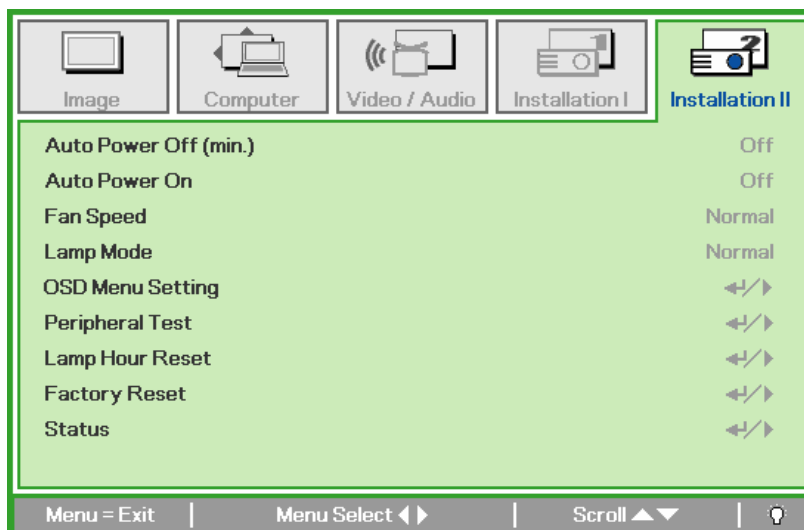 Image Computer Video / Audio Installation I Installation II
Auto Power Off (min.) Off
Auto Power On Off
Fan Speed Normal
Lamp Mode Normal
OSD Menu Setting
Peripheral Test
Lamp Hour Reset
Factory Reset
Status
Menu = Exit Menu Select Scroll